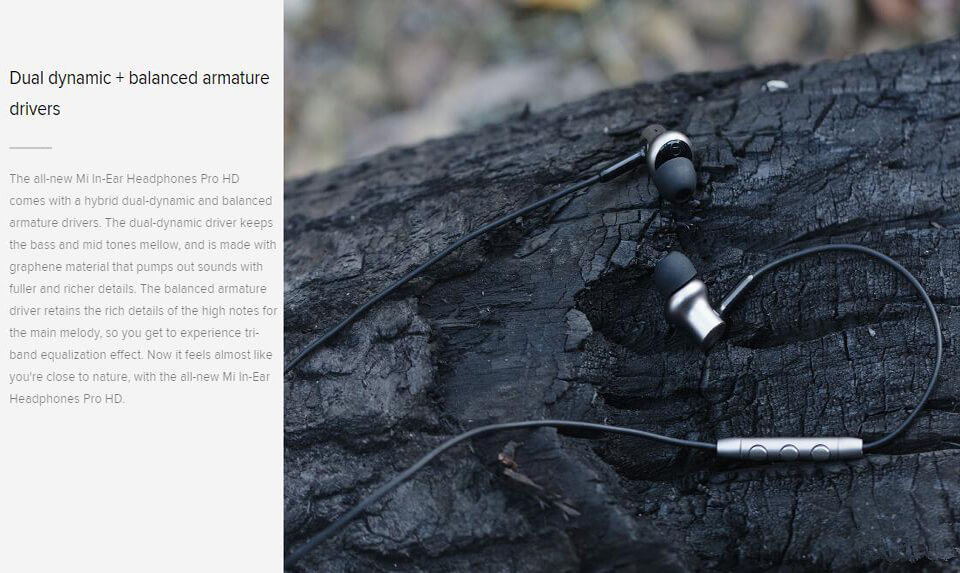 Dual dynamic + balanced armature
drivers
The all-new Mi In-Ear Headphones Pro HD
comes with a hybrid dual-dynamic and balanced
armature drivers. The dual-dynamic driver keeps
the bass and mid tones mellow, and is made with
graphene material that pumps out sounds with
fuller and richer details. The balanced armature
driver retains the rich details of the high notes for
the main melody, so you get to experience tri-
band equalization effect. Now it feels almost like
you're close to nature, with the all-new Mi In-Ear
Headphones Pro HD.